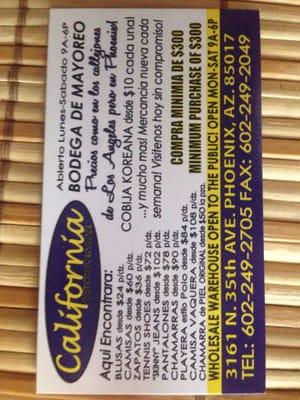 Abierto Lunes-Sabado 9A-6P
BODEGA DE MAYOREO
Precios como en los callejones
de Los Angeles pero en Phoenix!
COBIJA KOREANA desde $10 cada una!
...y mucho mas! Mercancia nueva cada
semana! Visitenos hoy sin compromiso!
COMPRA MINIMIA DE $300
MINIMUM PURCHASE OF $300
California
Aqui Encontrara:
BLUSAS desde $24 p/dz.
CAMISAS desde $60 p/dz.
ZAPATOS desde $36 p/dz.
TENNIS SHOES desde $72 p/dz.
"SKINNY" JEANS desde $102 p/dz.
PANTALONES desde $78 p/dz.
CHAMARRAS desde $90 p/dz.
PLAYERA estilo Polo desde $84 p/dz.
CAMISA VAQUERA desde $108 p/dz.
CHAMARRA de PIEL ORIGINAL desde $50 la pza.
WHOLESALE WAREHOUSE OPEN TO THE PUBLIC! OPEN MON-SAT 9A-6P
3161 N. 35th AVE. PHOENIX, AZ. 85017
TEL: 602-249-2705 FAX: 602-249-2049